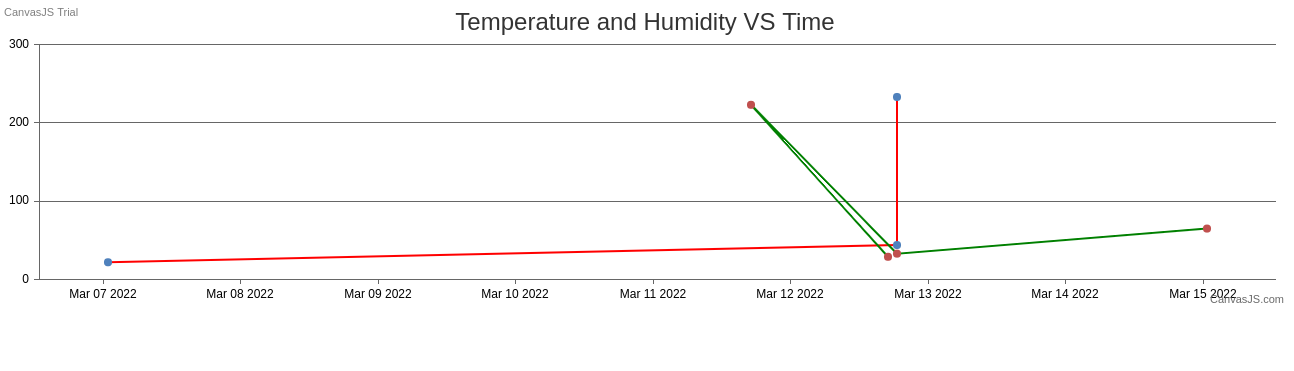 CanvasJS Trial
Temperature and Humidity VS Time
300
200
100
0
Mar 07 2022 Mar 08 2022 Mar 09 2022 Mar 10 2022 Mar 11 2022 Mar 12 2022 Mar 13 2022 Mar 14 2022 Mar 15 2022
CanvasJS.com